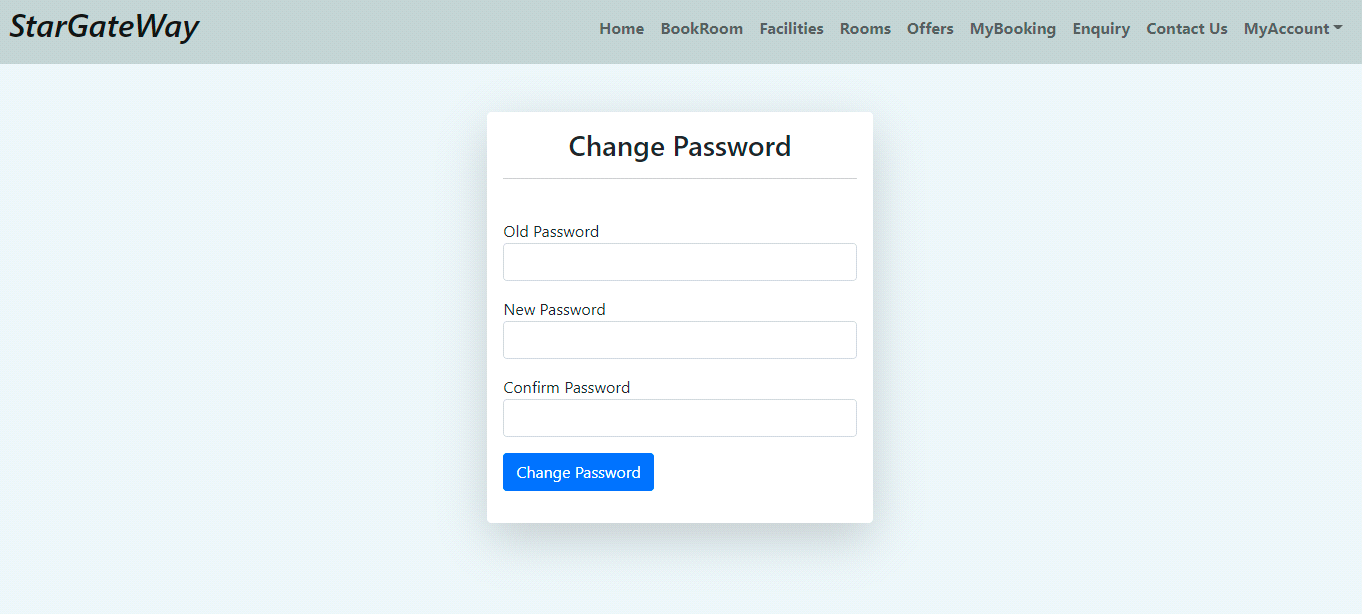 StarGateWay
Home BookRoom Facilities Rooms Offers MyBooking Enquiry Contact Us MyAccount
Change Password
Old Password
New Password
Confirm Password
Change Password